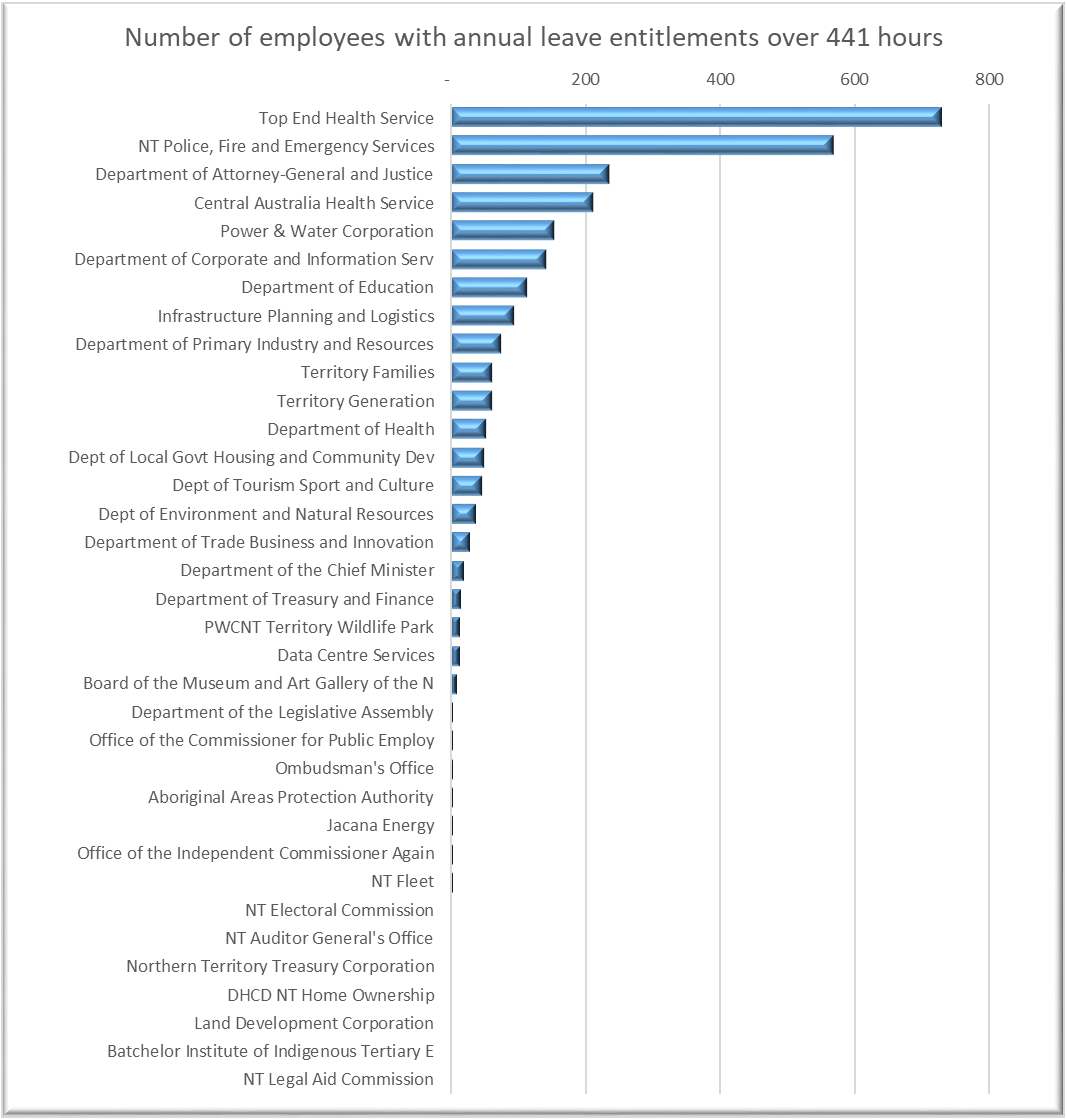 Number of employees with annual leave entitlements over 441 hours
- 200 400 600 800
Top End Health Service
NT Police, Fire and Emergency Services
Department of Attorney-General and Justice
Central Australia Health Service
Power & Water Corporation
Department of Corporate and Information Serv
Department of Education
Infrastructure Planning and Logistics
Department of Primary Industry and Resources
Territory Families
Territory Generation
Department of Health
Dept of Local Govt Housing and Community Dev
Dept of Tourism Sport and Culture
Dept of Environment and Natural Resources
Department of Trade Business and Innovation
Department of the Chief Minister
Department of Treasury and Finance
PWCNT Territory Wildlife Park
Data Centre Services
Board of the Museum and Art Gallery of the N
Department of the Legislative Assembly
Office of the Commissioner for Public Employ
Ombudsman's Office
Aboriginal Areas Protection Authority
Jacana Energy
Office of the Independent Commissioner Again
NT Fleet
NT Electoral Commission
NT Auditor General's Office
Northern Territory Treasury Corporation
DHCD NT Home Ownership
Land Development Corporation
Batchelor Institute of Indigenous Tertiary E
NT Legal Aid Commission